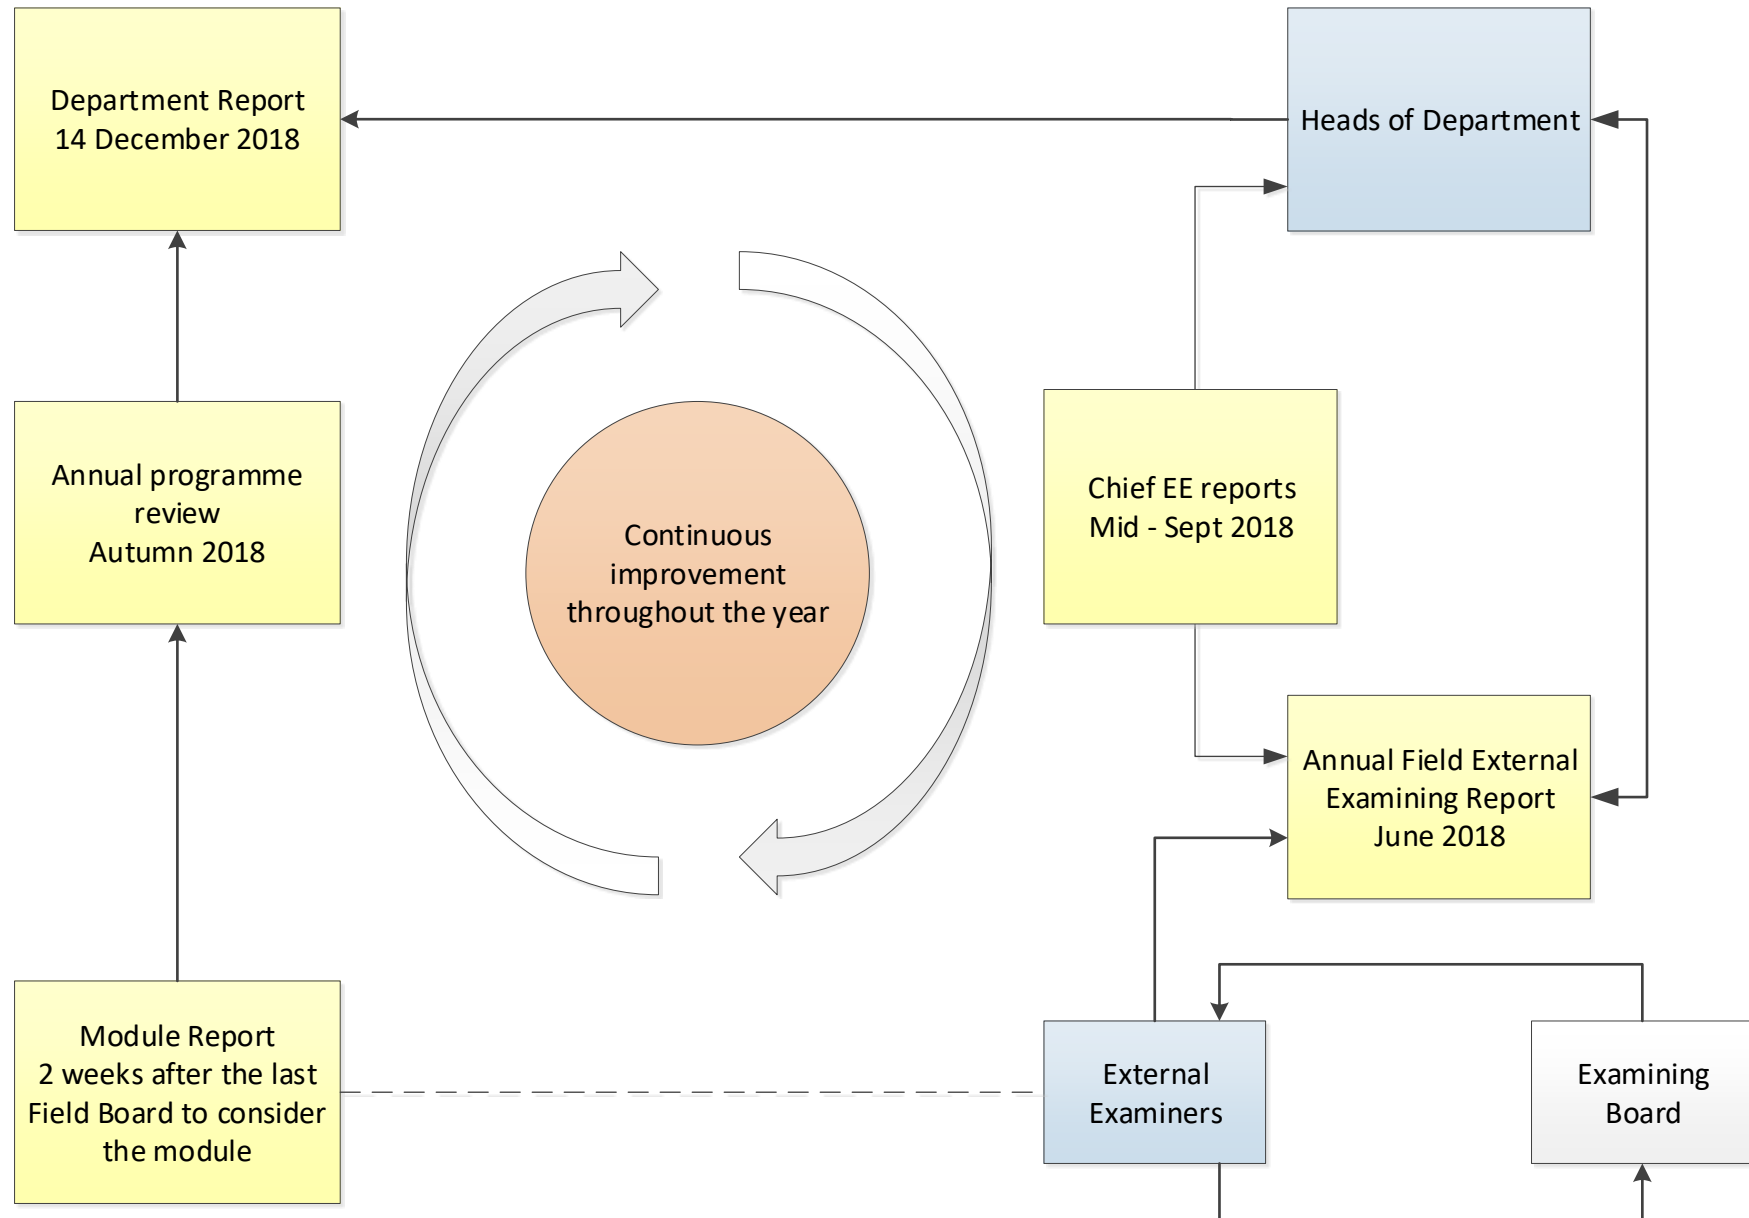 Department Report
14 December 2018
Heads of Department
Annual programme
review
Autumn 2018
Continuous
improvement
throughout the year
Chief EE reports
Mid - Sept 2018
Annual Field External
Examining Report
June 2018
Module Report
2 weeks after the last
Field Board to consider
the module
External
Examiners
Examining
Board